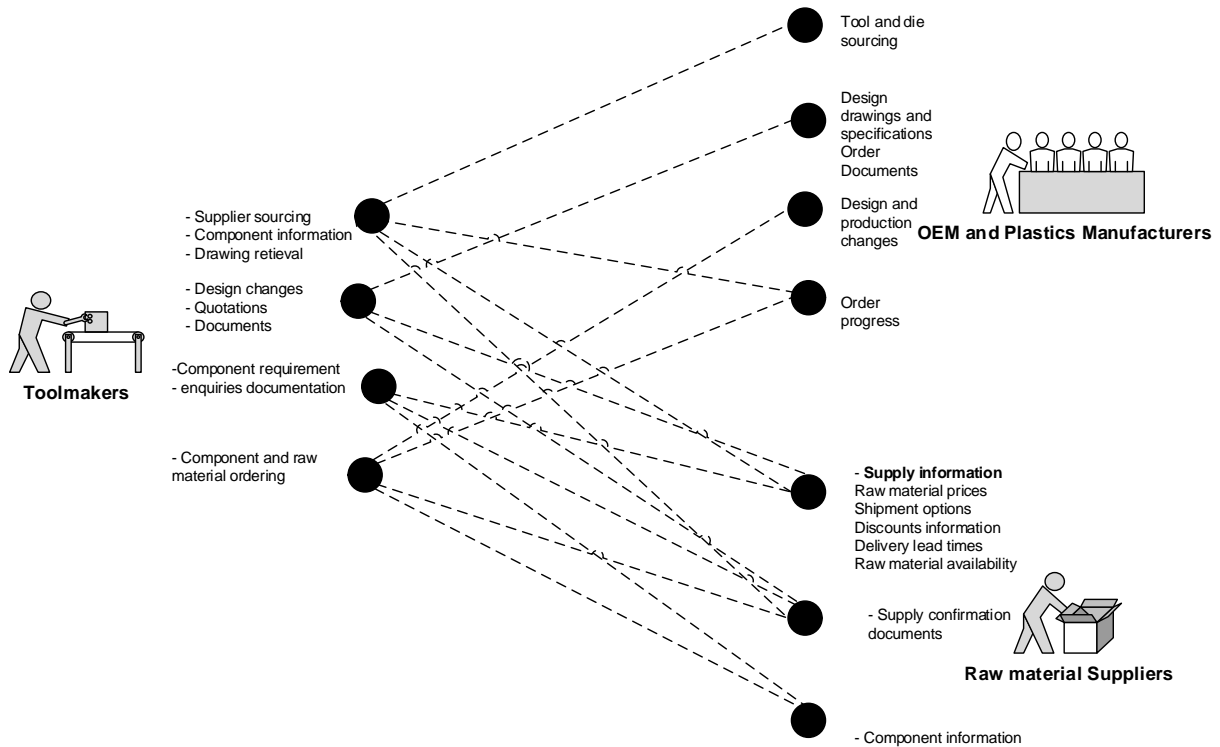 Tool and die
sourcing
Design
drawings and
specifications
Order
Documents
Design and
production
changes
OEM and Plastics Manufacturers
Order
progress
- Supplier sourcing
- Component information
- Drawing retieval
- Design changes
- Quotations
- Documents
-Component requirement
- enquiries documentation
Toolmakers
- Component and raw
material ordering
- Supply information
Raw material prices
Shipment options
Discounts information
Delivery lead times
Raw material availability
- Supply confirmation
documents
Raw material Suppliers
- Component information